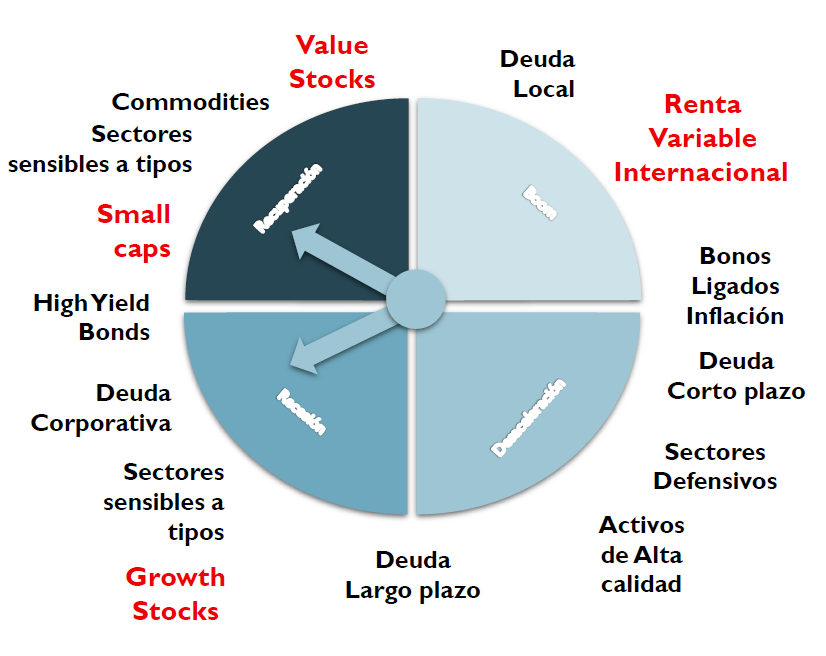 Value
Stocks
Deuda
Local
Commodities
Sectores
sensibles a tipos
Renta
Variable
Internacional
Small
caps
Recuperación
Boom
High Yield
Bonds
Bonos
Ligados
Inflación
Deuda
Corporativa
Deuda
Corto plazo
Recesión
Desaceleración
Sectores
sensibles a
tipos
Sectores
Defensivos
Growth
Stocks
Deuda
Largo plazo
Activos
de Alta
calidad